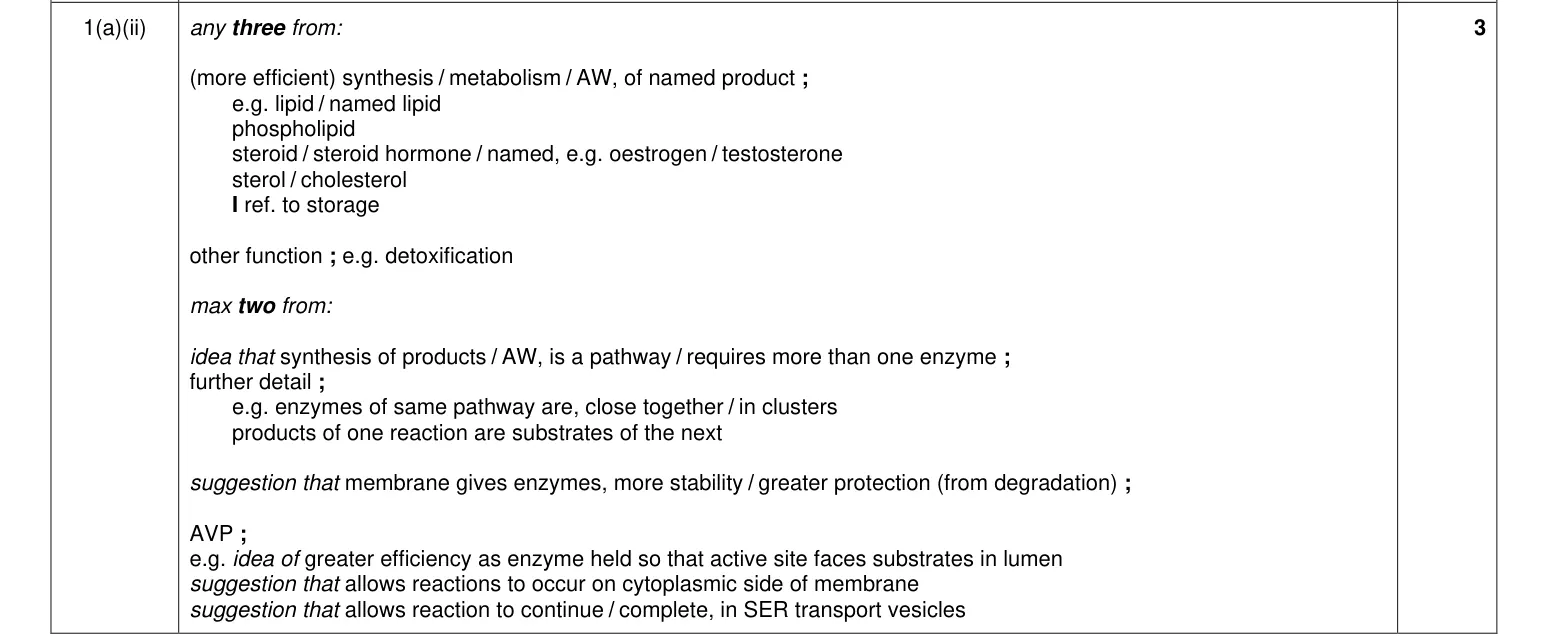 1(a)(ii) any three from: 3
(more efficient) synthesis / metabolism / AW, of named product ;
e.g. lipid / named lipid
phospholipid
steroid / steroid hormone / named, e.g. oestrogen / testosterone
sterol / cholesterol
I ref. to storage
other function ; e.g. detoxification
max two from:
idea that synthesis of products / AW, is a pathway / requires more than one enzyme ;
further detail ;
e.g. enzymes of same pathway are, close together / in clusters
products of one reaction are substrates of the next
suggestion that membrane gives enzymes, more stability / greater protection (from degradation) ;
AVP ;
e.g. idea of greater efficiency as enzyme held so that active site faces substrates in lumen
suggestion that allows reactions to occur on cytoplasmic side of membrane
suggestion that allows reaction to continue / complete, in SER transport vesicles